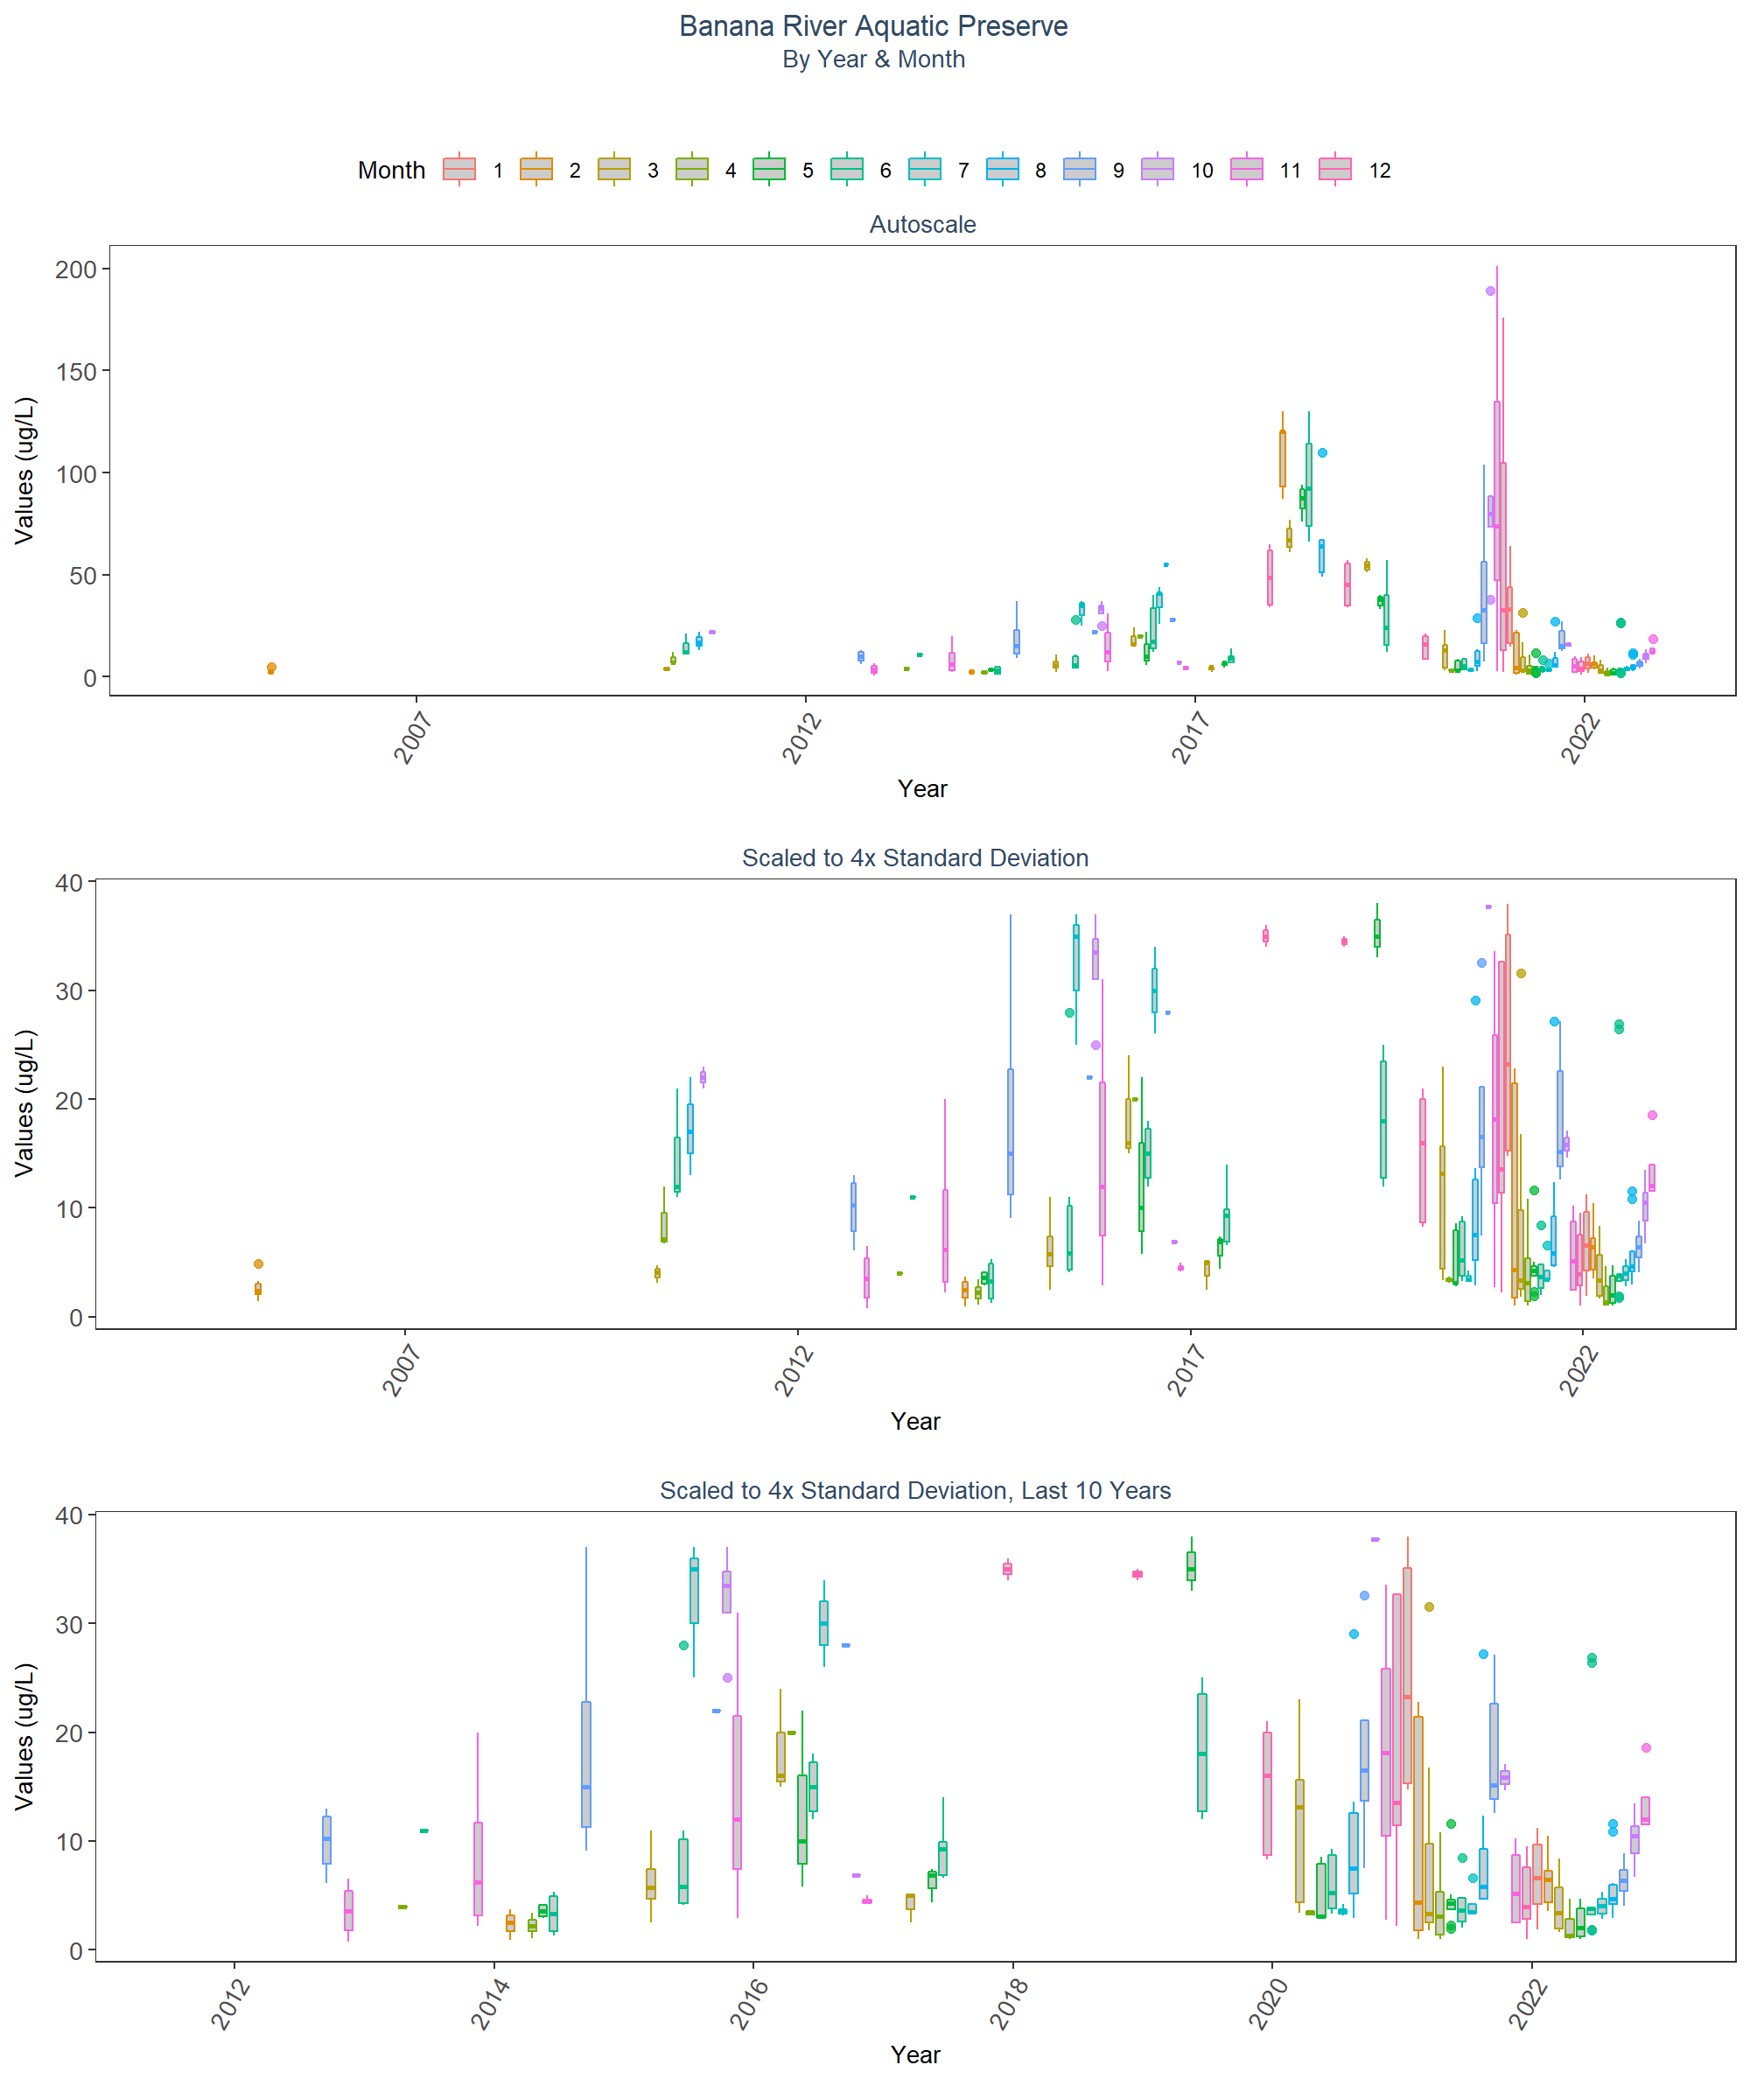 Banana River Aquatic Preserve
By Year & Month
Month 1 2 3 4 5 6 7 8 9 10 11 12
Autoscale
Values (ug/L)
200
150
100
50
0
2007 2012 2017 2022
Year
Scaled to 4x Standard Deviation
Values (ug/L)
40
30
20
10
0
2007 2012 2017 2022
Year
Scaled to 4x Standard Deviation, Last 10 Years
Values (ug/L)
40
30
20
10
0
2012 2014 2016 2018 2020 2022
Year